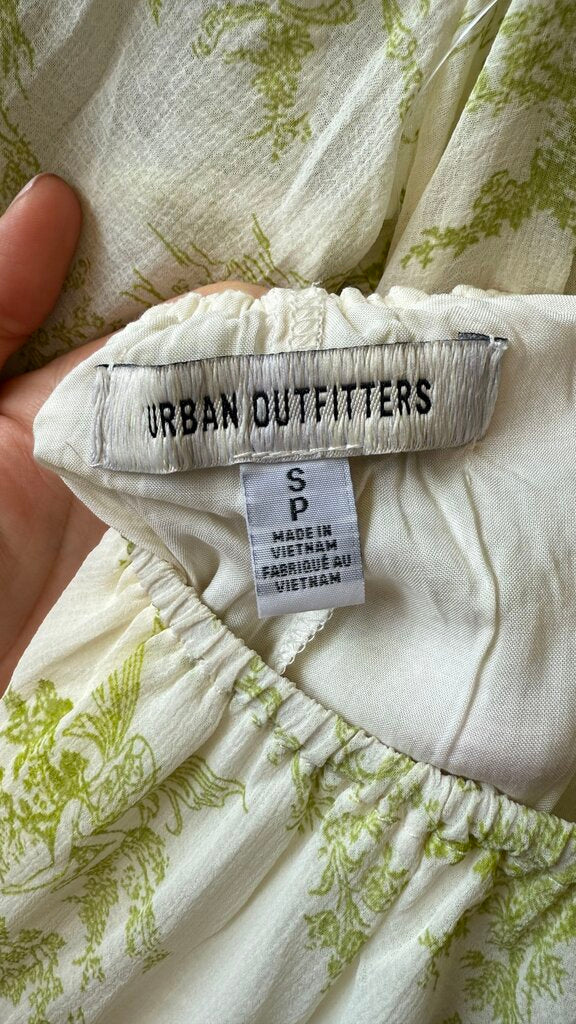 URBAN OUTFITTERS
S
P
MADE IN
VIETNAM
FABRIQUÉ AU
VIETNAM